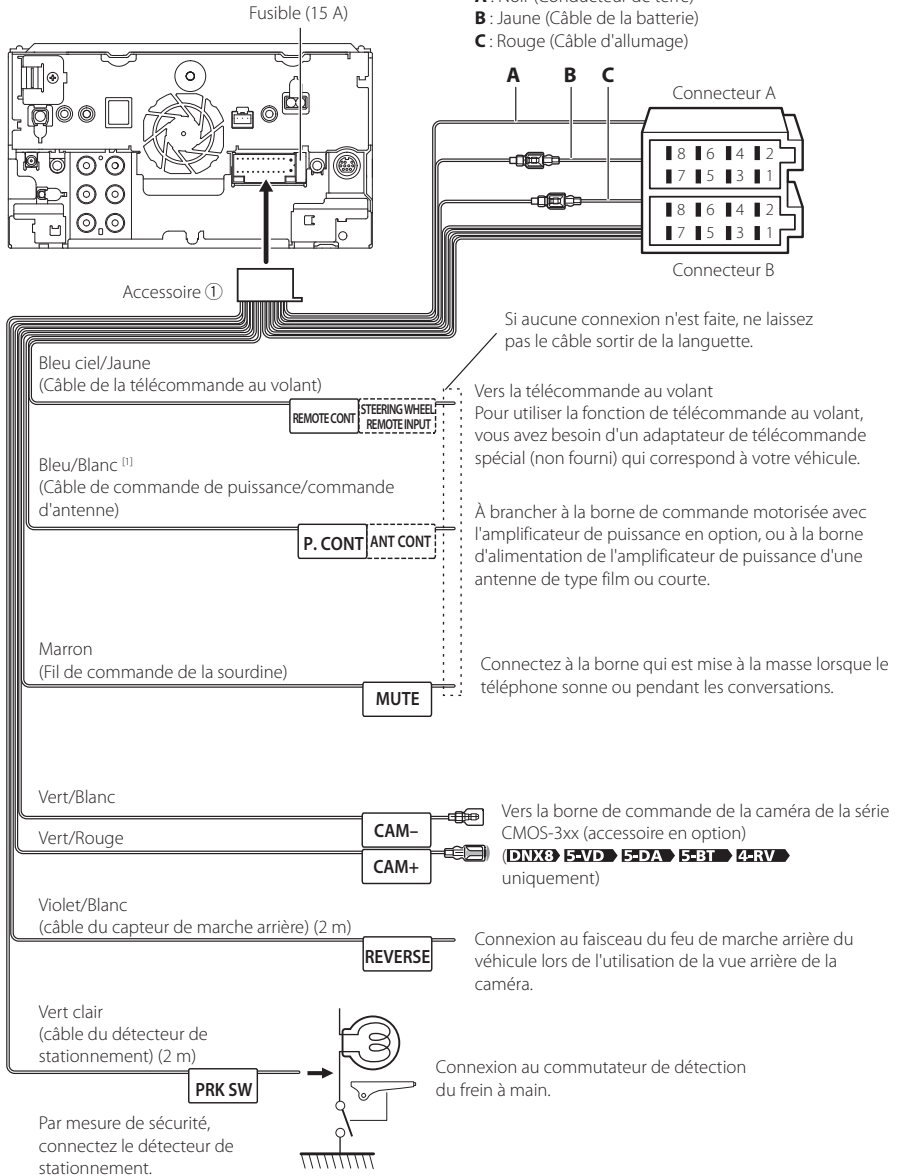 Fusible (15 A)
A : Noir (Conducteur de terre)
B : Jaune (Câble de la batterie)
C : Rouge (Câble d'allumage)
A B C
Connecteur A
8 6 4 2
7 5 3 1
8 6 4 2
7 5 3 1
Connecteur B
Accessoire ①
Si aucune connexion n'est faite, ne laissez
pas le câble sortir de la languette.
Bleu ciel/Jaune
(Câble de la télécommande au volant)
REMOTE CONT
STEERING WHEEL
REMOTE INPUT
Vers la télécommande au volant
Pour utiliser la fonction de télécommande au volant,
vous avez besoin d'un adaptateur de télécommande
spécial (non fourni) qui correspond à votre véhicule.
Bleu/Blanc [1]
(Câble de commande de puissance/commande
d'antenne)
P. CONT
ANT CONT
À brancher à la borne de commande motorisée avec
l'amplificateur de puissance en option, ou à la borne
d'alimentation de l'amplificateur de puissance d'une
antenne de type film ou courte.
Marron
(Fil de commande de la sourdine)
MUTE
Connectez à la borne qui est mise à la masse lorsque le
téléphone sonne ou pendant les conversations.
Vert/Blanc
CAM–
Vert/Rouge
CAM+
Vers la borne de commande de la caméra de la série
CMOS-3xx (accessoire en option)
(DNX8 5-VD 5-DA 5-BT 4-RV
uniquement)
Violet/Blanc
(câble du capteur de marche arrière) (2 m)
REVERSE
Connexion au faisceau du feu de marche arrière du
véhicule lors de l'utilisation de la vue arrière de la
caméra.
Vert clair
(câble du détecteur de
stationnement) (2 m)
PRK SW
Connexion au commutateur de détection
du frein à main.
Par mesure de sécurité,
connectez le détecteur de
stationnement.